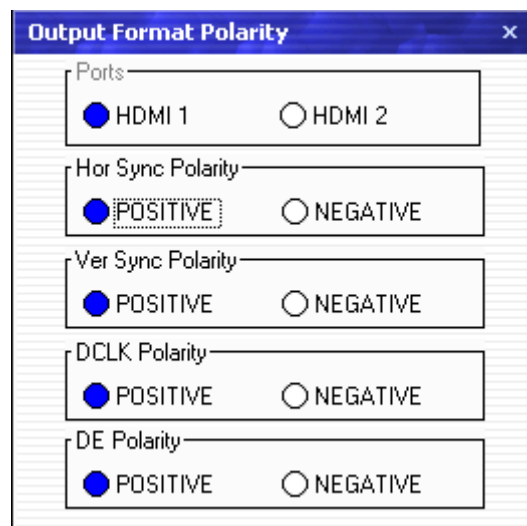 Output Format Polarity
Ports
HDMI 1 HDMI 2
Hor Sync Polarity
POSITIVE NEGATIVE
Ver Sync Polarity
POSITIVE NEGATIVE
DCLK Polarity
POSITIVE NEGATIVE
DE Polarity
POSITIVE NEGATIVE